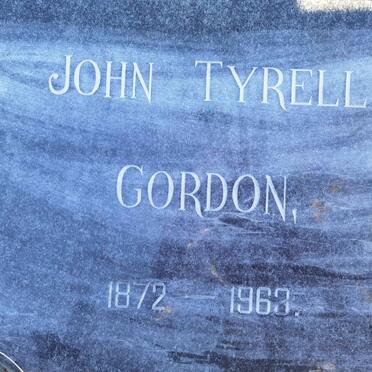 JOHN TYRELL
GORDON,
1872 - 1963.